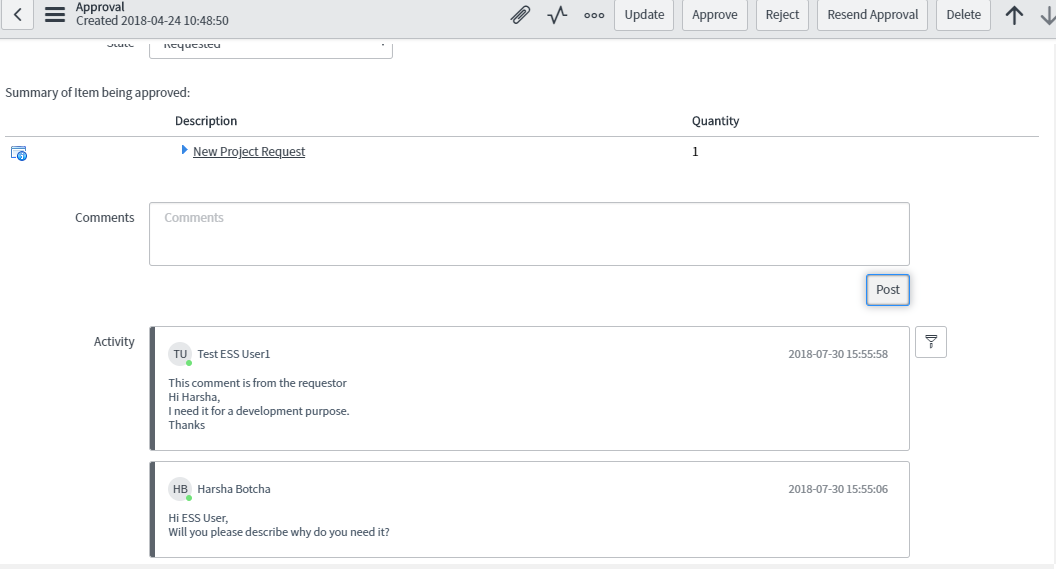 Approval
Created 2018-04-24 10:48:50
Update
Approve
Reject
Resend Approval
Delete
State
Requested
Summary of Item being approved:
Description
Quantity
New Project Request
1
Comments
Comments
Post
Activity
TU
Test ESS User1
2018-07-30 15:55:58
This comment is from the requestor
Hi Harsha,
I need it for a development purpose.
Thanks
HB
Harsha Botcha
2018-07-30 15:55:06
Hi ESS User,
Will you please describe why do you need it?